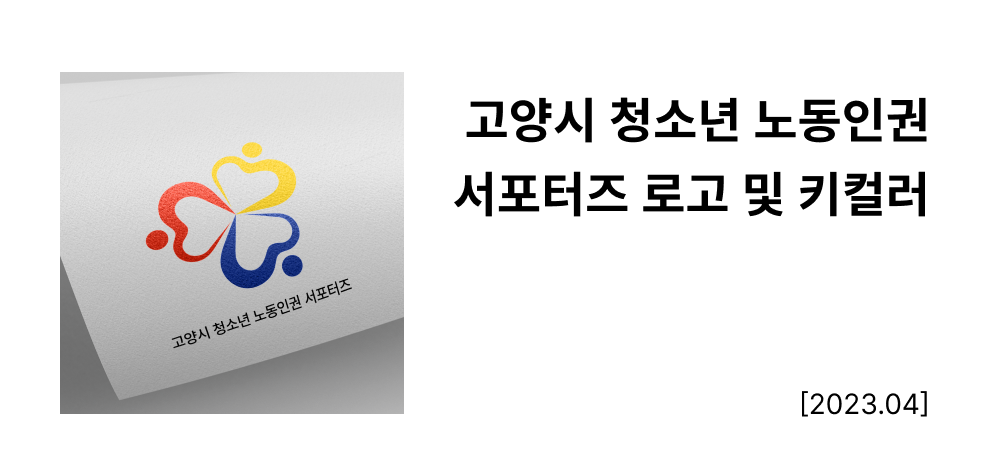 고양시 청소년 노동인권
서포터즈 로고 및 키컬러
고양시 청소년 노동인권 서포터즈
[2023.04]